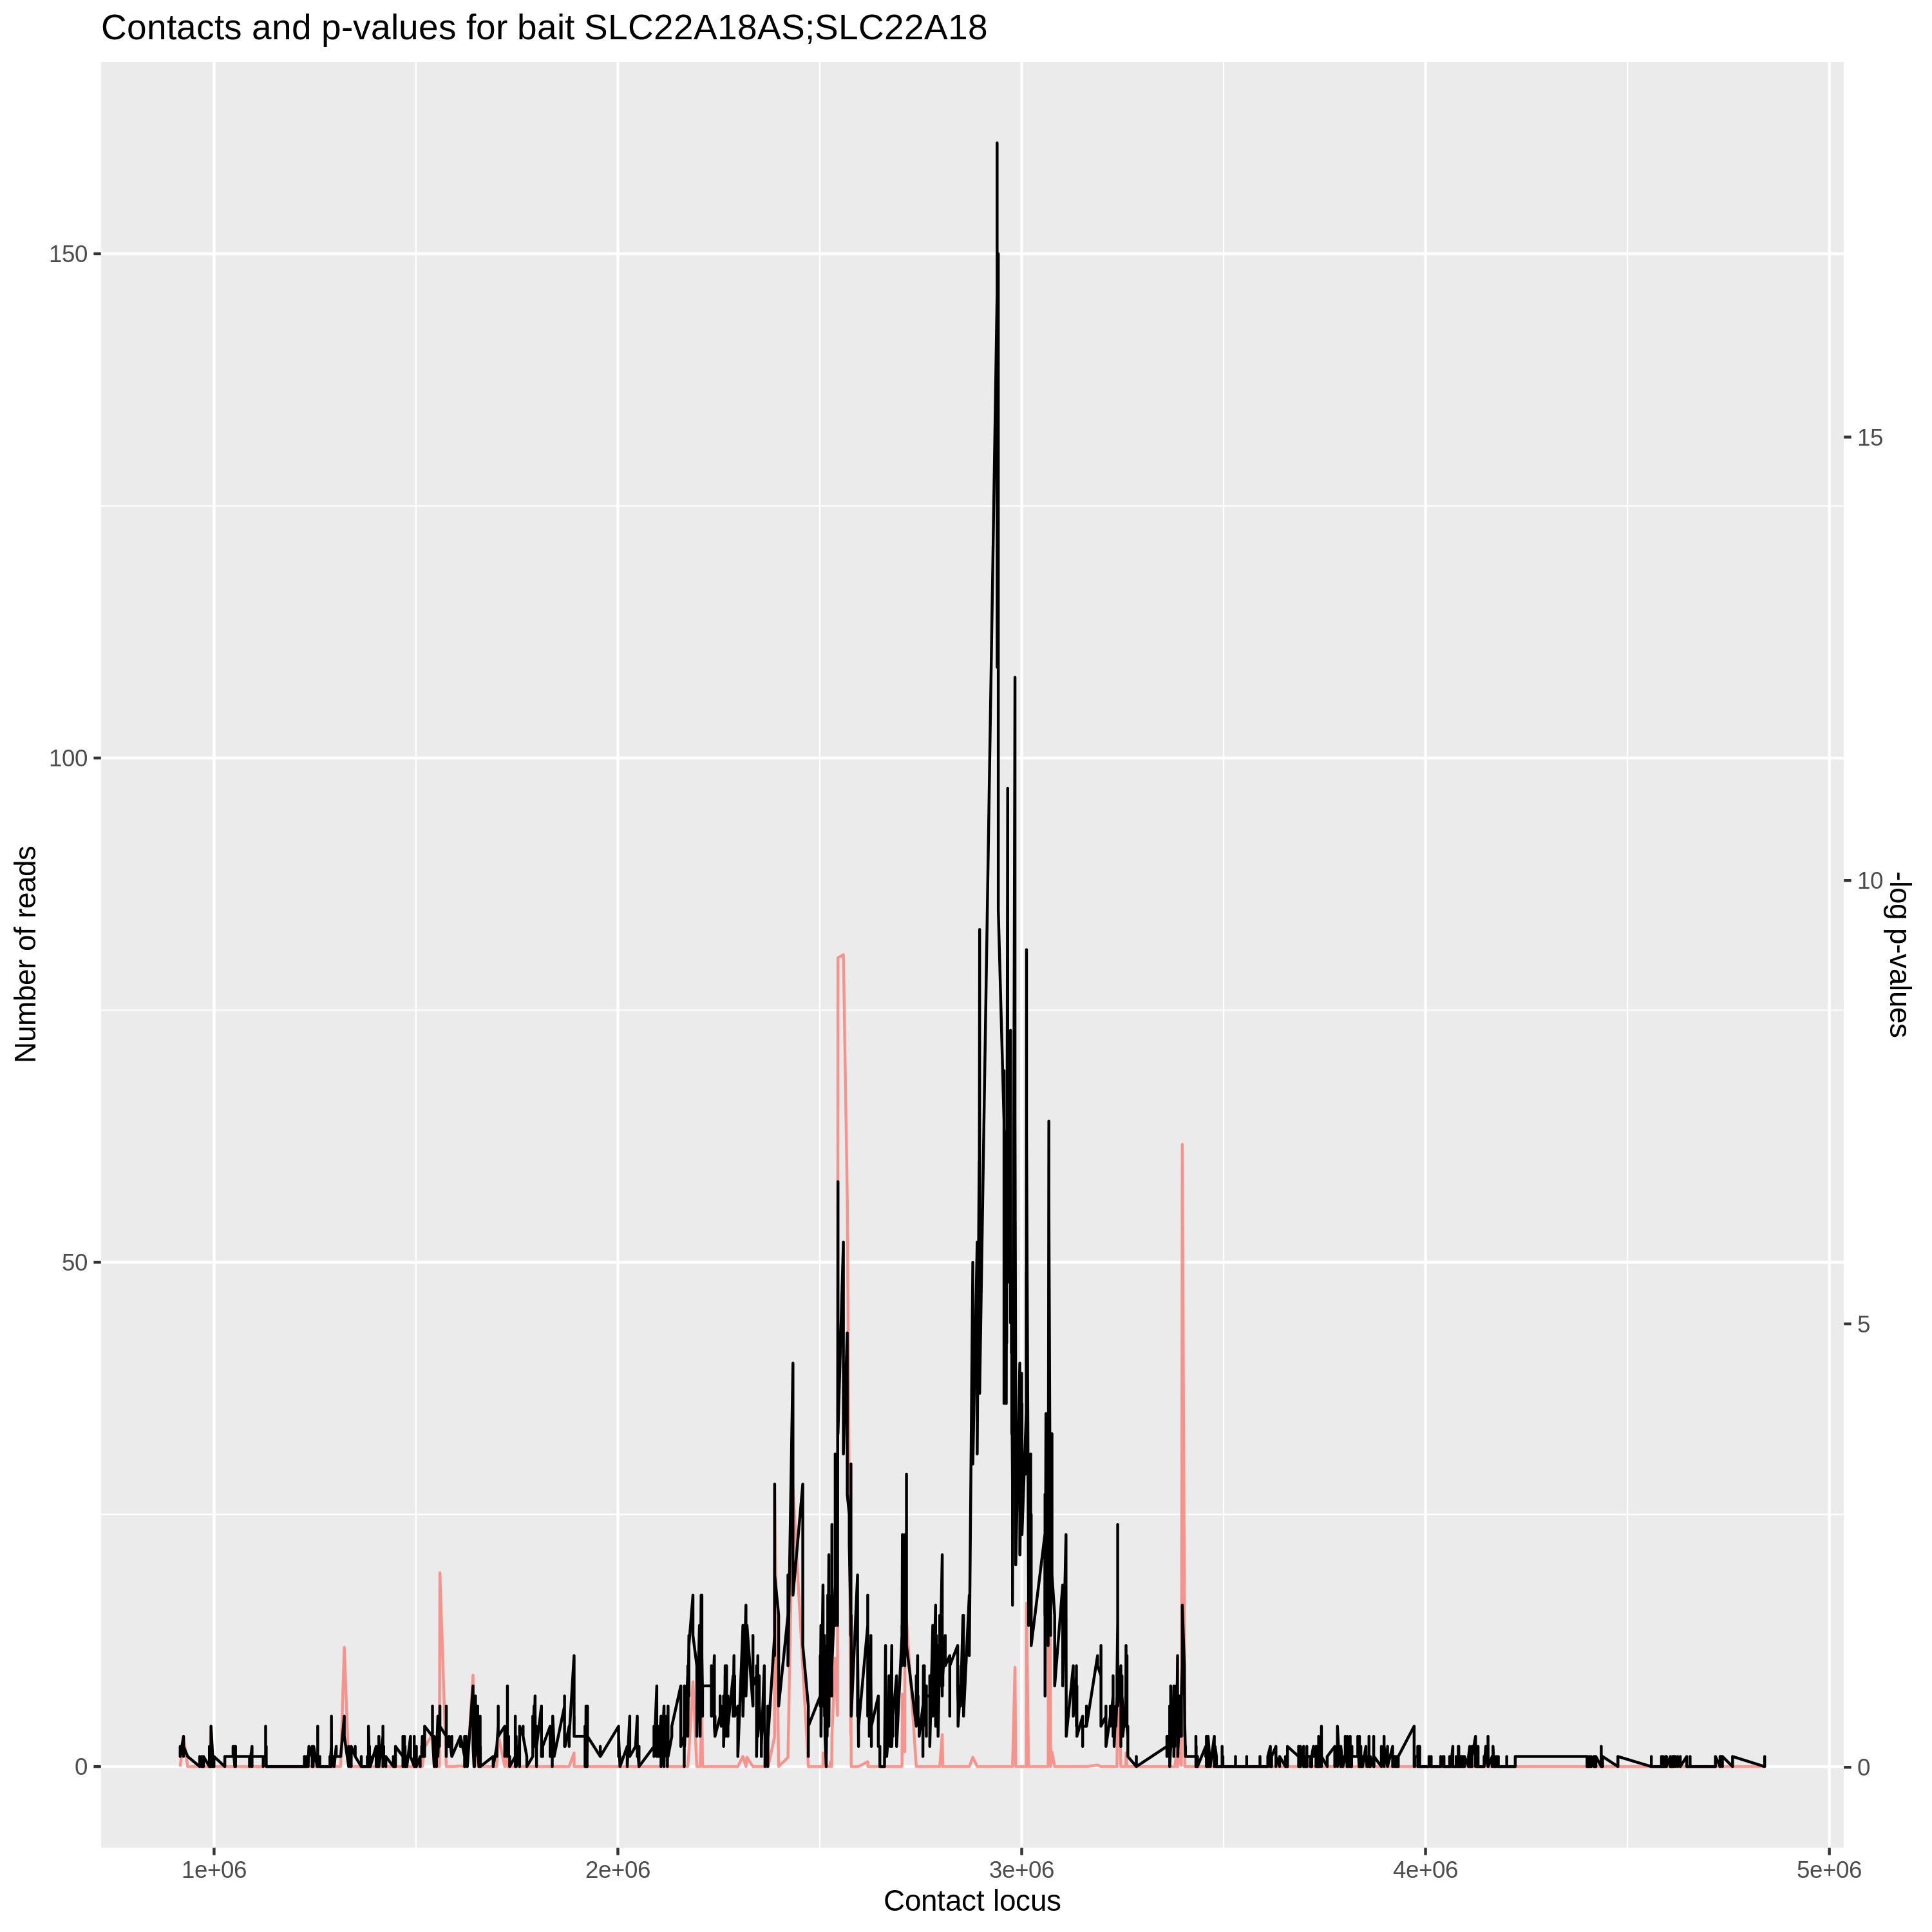 Contacts and p-values for bait SLC22A18AS;SLC22A18
150
100
50
0
Number of reads
15
10
5
0
-log p-values
1e+06 2e+06 3e+06 4e+06 5e+06
Contact locus